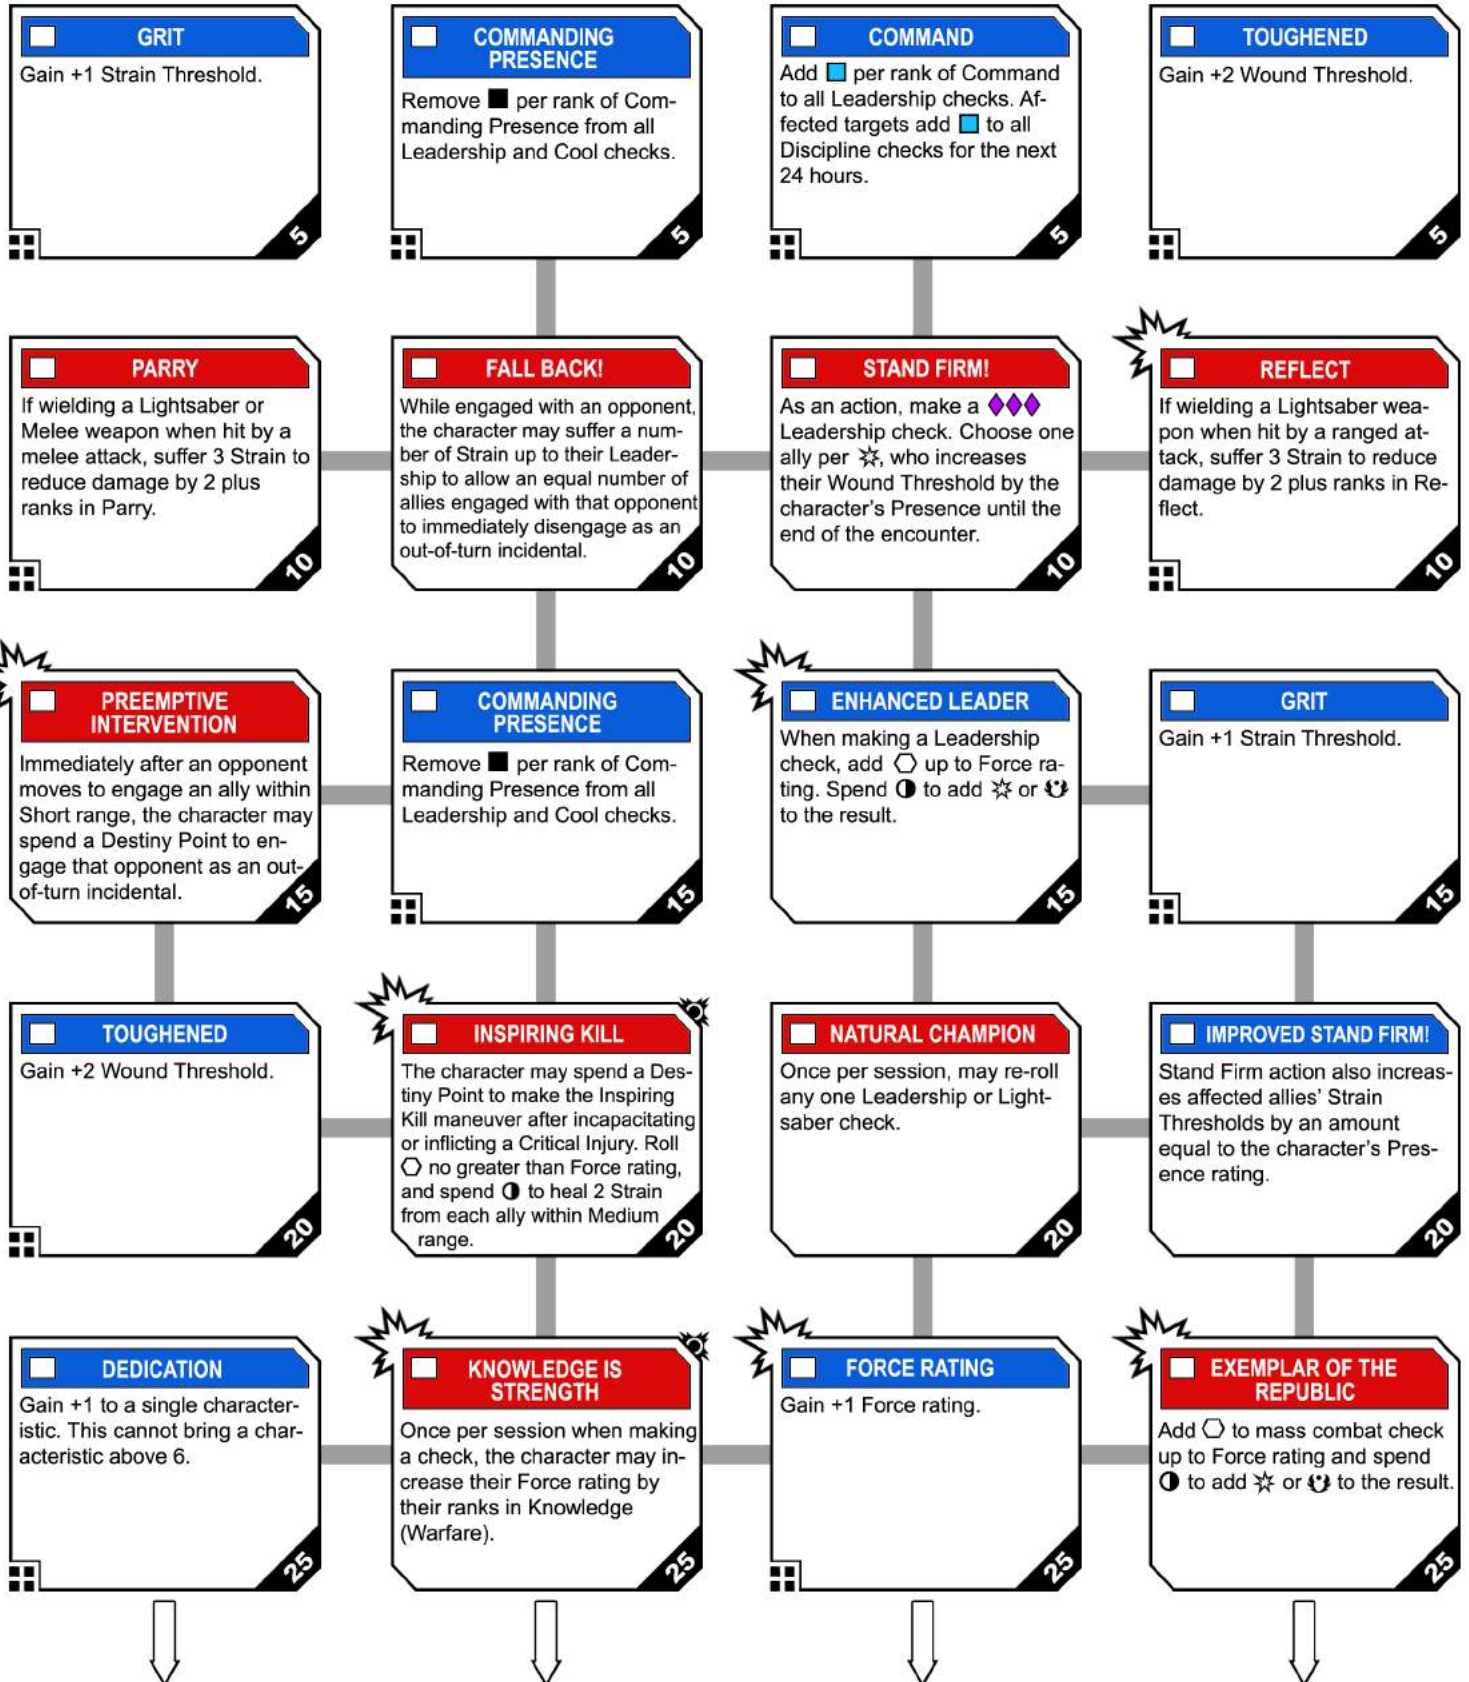 GRIT
Gain +1 Strain Threshold.
5
COMMANDING
PRESENCE
Remove per rank of Com-
manding Presence from all
Leadership and Cool checks.
5
COMMAND
Add per rank of Command
to all Leadership checks. Af-
fected targets add to all
Discipline checks for the next
24 hours.
5
TOUGHENED
Gain +2 Wound Threshold.
5
PARRY
If wielding a Lightsaber or
Melee weapon when hit by a
melee attack, suffer 3 Strain to
reduce damage by 2 plus
ranks in Parry.
10
FALL BACK!
While engaged with an opponent,
the character may suffer a num-
ber of Strain up to their Leader-
ship to allow an equal number of
allies engaged with that opponent
to immediately disengage as an
out-of-turn incidental.
10
STAND FIRM!
As an action, make a
Leadership check. Choose one
ally per , who increases
their Wound Threshold by the
character's Presence until the
end of the encounter.
10
REFLECT
If wielding a Lightsaber wea-
pon when hit by a ranged at-
tack, suffer 3 Strain to reduce
damage by 2 plus ranks in Re-
flect.
10
PREEMPTIVE
INTERVENTION
Immediately after an opponent
moves to engage an ally within
Short range, the character may
spend a Destiny Point to en-
gage that opponent as an out-
of-turn incidental.
15
COMMANDING
PRESENCE
Remove per rank of Com-
manding Presence from all
Leadership and Cool checks.
15
ENHANCED LEADER
When making a Leadership
check, add up to Force ra-
ting. Spend to add or
to the result.
15
GRIT
Gain +1 Strain Threshold.
15
TOUGHENED
Gain +2 Wound Threshold.
20
INSPIRING KILL
The character may spend a Des-
tiny Point to make the Inspiring
Kill maneuver after incapacitating
or inflicting a Critical Injury. Roll
no greater than Force rating,
and spend to heal 2 Strain
from each ally within Medium
range.
20
NATURAL CHAMPION
Once per session, may re-roll
any one Leadership or Light-
saber check.
20
IMPROVED STAND FIRM!
Stand Firm action also increas-
es affected allies' Strain
Thresholds by an amount
equal to the character's Pres-
ence rating.
20
DEDICATION
Gain +1 to a single character-
istic. This cannot bring a char-
acteristic above 6.
25
KNOWLEDGE IS
STRENGTH
Once per session when making
a check, the character may in-
crease their Force rating by
their ranks in Knowledge
(Warfare).
25
FORCE RATING
Gain +1 Force rating.
25
EXEMPLAR OF THE
REPUBLIC
Add to mass combat check
up to Force rating and spend
to add or to the result.
25